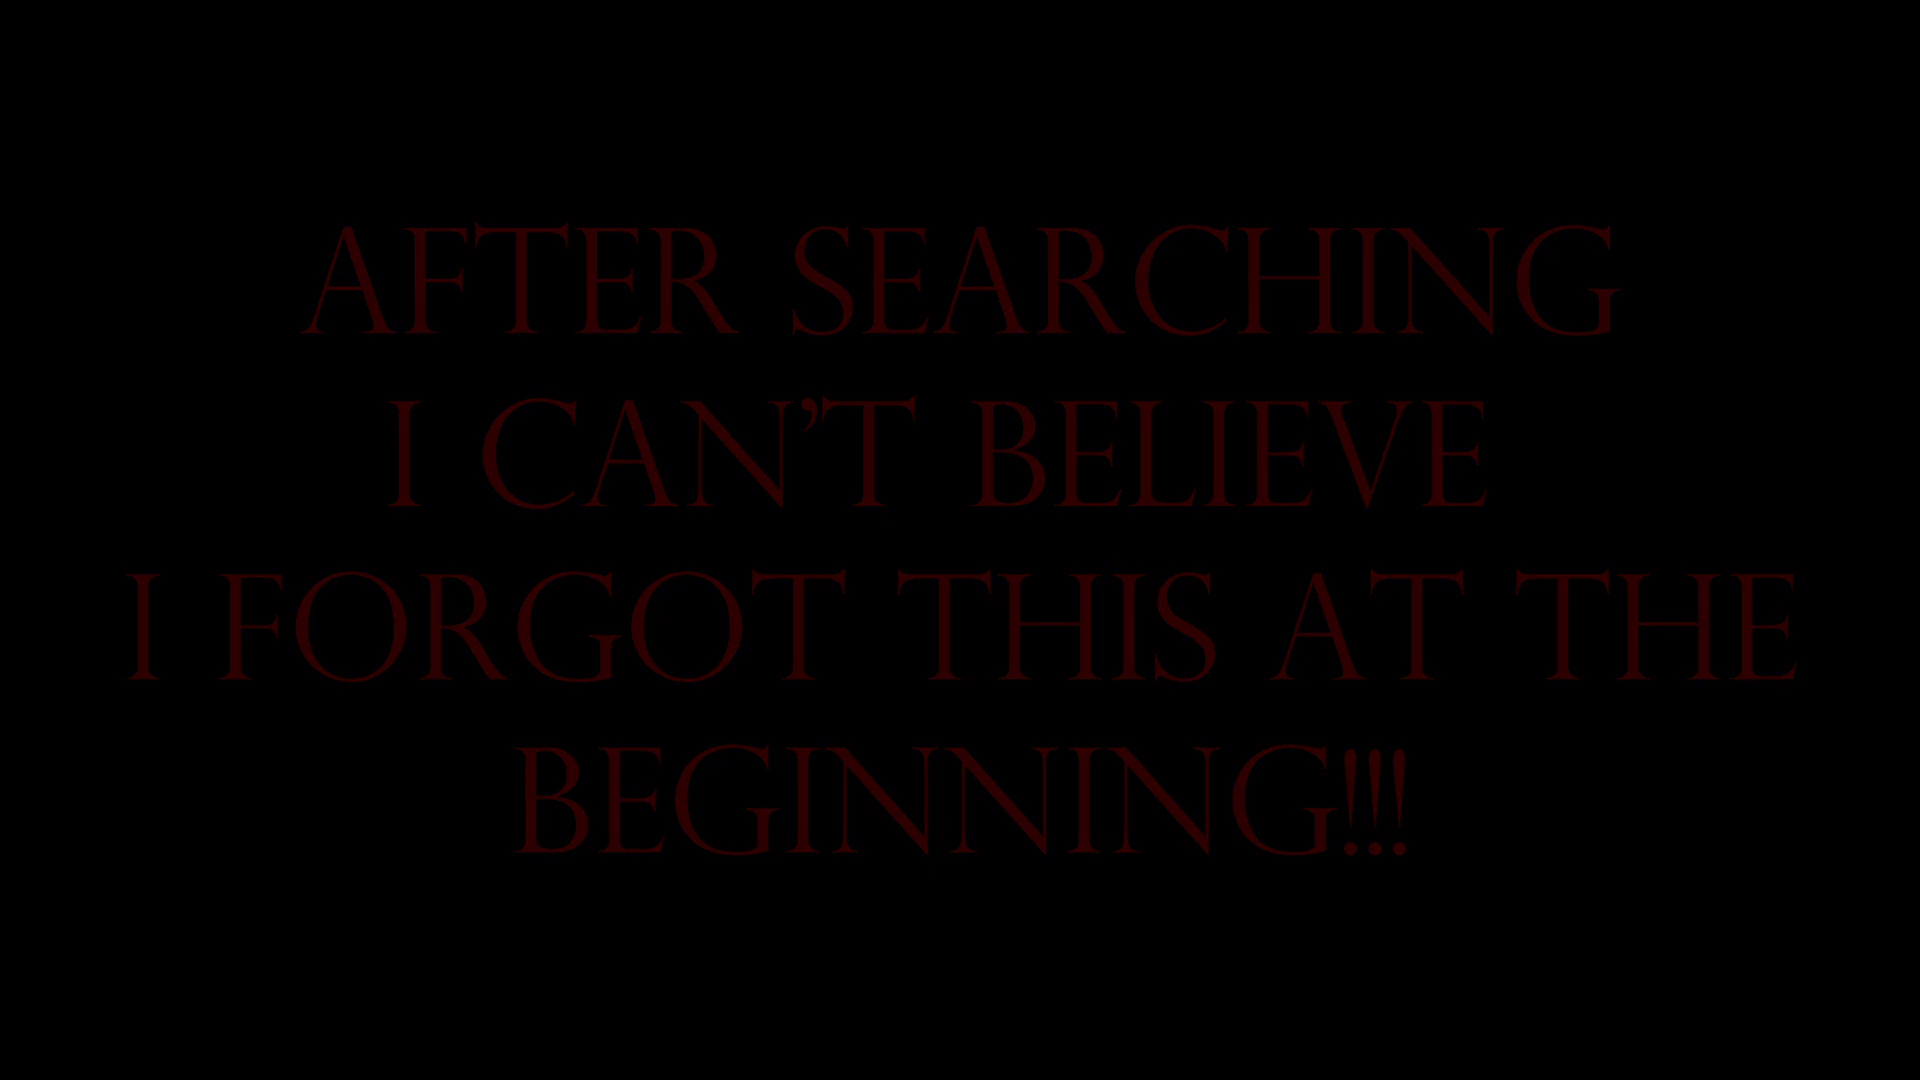 AFTER SEARCHING
I CAN'T BELIEVE
I FORGOT THIS AT THE
BEGINNING!!!